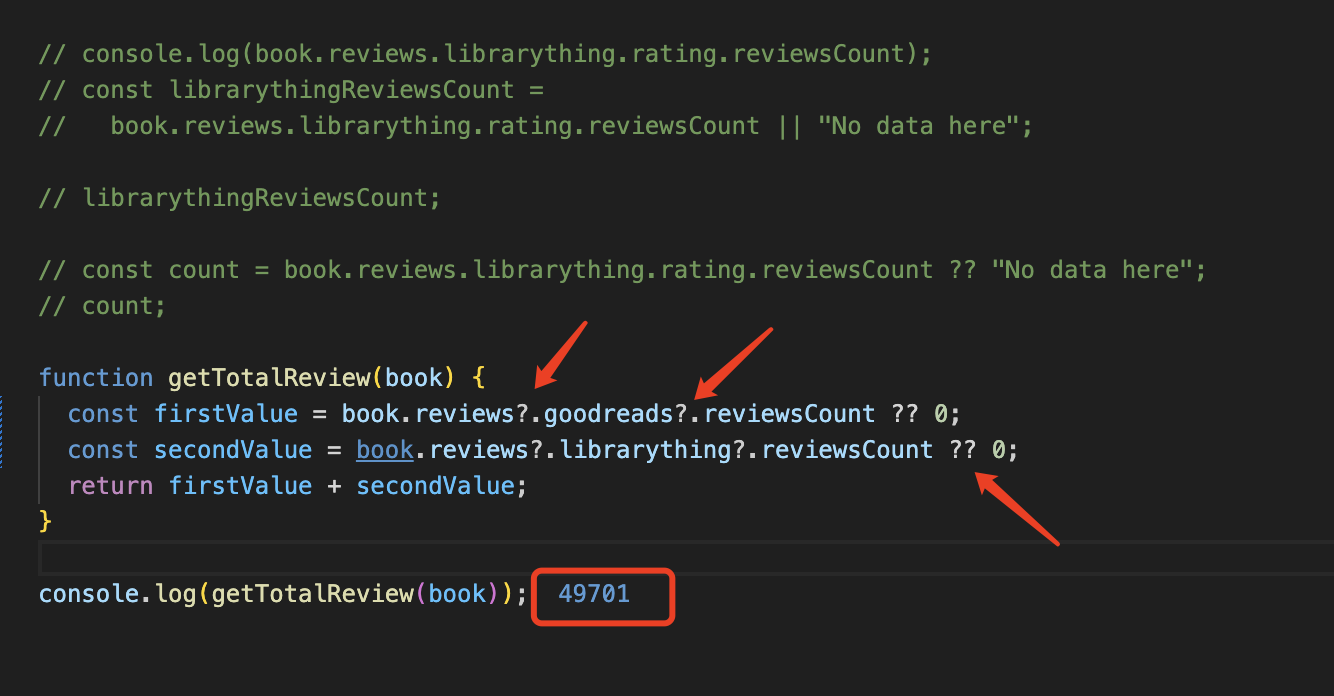 // console.log(book.reviews.librarything.rating.reviewsCount);
// const librarythingReviewsCount =
//   book.reviews.librarything.rating.reviewsCount || "No data here";
// librarythingReviewsCount;
// const count = book.reviews.librarything.rating.reviewsCount ?? "No data here";
// count;
function getTotalReview(book) {
  const firstValue = book.reviews?.goodreads?.reviewsCount ?? 0;
  const secondValue = book.reviews?.librarything?.reviewsCount ?? 0;
  return firstValue + secondValue;
}
console.log(getTotalReview(book)); 49701